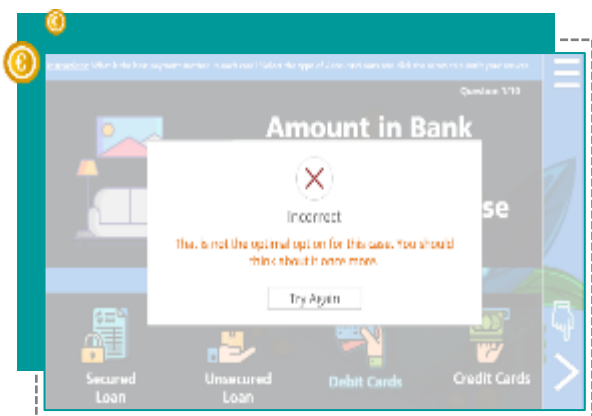 Question 1/10
Amount in Bank
se
Incorrect
That is not the optimal option for this case. You should
think about it once more.
Try Again
Secured
Loan
Unsecured
Loan
Debit Cards
Credit Cards